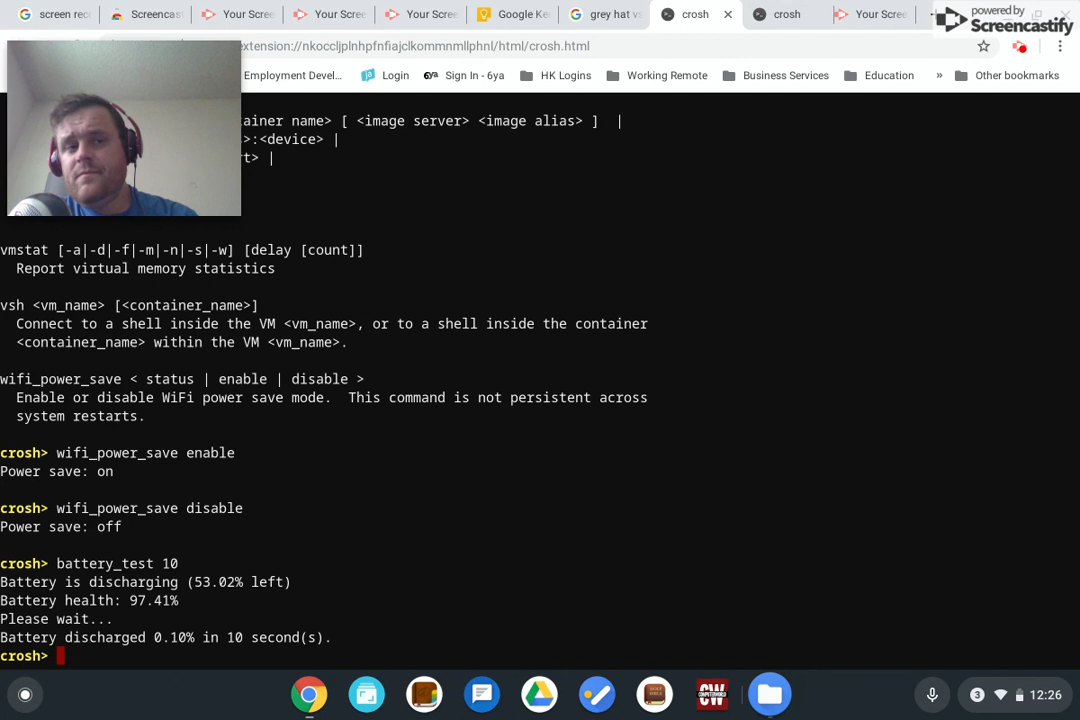 screen reco
Screencast
Your Scree
Your Scree
Your Scree
Google Ke
grey hat vs
crosh
crosh
Your Scree
powered by
Screencastify
extension://nkoccljplnhpfnfiajclkommnmllphnl/html/crosh.html
Employment Devel...
Login
6ya
Sign In - 6ya
HK Logins
Working Remote
Business Services
Education
»
Other bookmarks
tainer name> [ <image server> <image alias> ]  |
>:<device> |
rt> |
vmstat [-a|-d|-f|-m|-n|-s|-w] [delay [count]]
Report virtual memory statistics
vsh <vm_name> [<container_name>]
Connect to a shell inside the VM <vm_name>, or to a shell inside the container
<container_name> within the VM <vm_name>.
wifi_power_save < status | enable | disable >
Enable or disable WiFi power save mode.  This command is not persistent across
system restarts.
crosh> wifi_power_save enable
Power save: on
crosh> wifi_power_save disable
Power save: off
crosh> battery_test 10
Battery is discharging (53.02% left)
Battery health: 97.41%
Please wait...
Battery discharged 0.10% in 10 second(s).
crosh>
CW
3
12:26